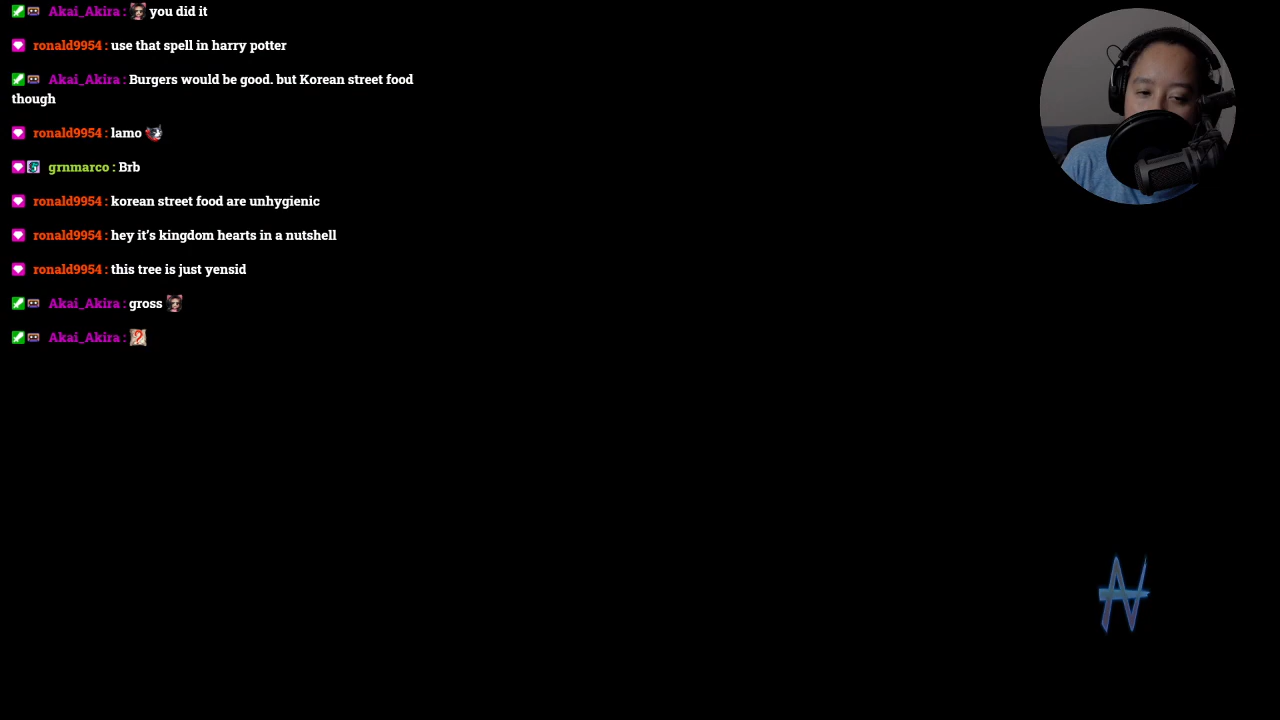 Akai_Akira : you did it
ronald9954 : use that spell in harry potter
Akai_Akira : Burgers would be good. but Korean street food
though
ronald9954 : lamo
grnmarco : Brb
ronald9954 : korean street food are unhygienic
ronald9954 : hey it's kingdom hearts in a nutshell
ronald9954 : this tree is just yensid
Akai_Akira : gross
Akai_Akira :